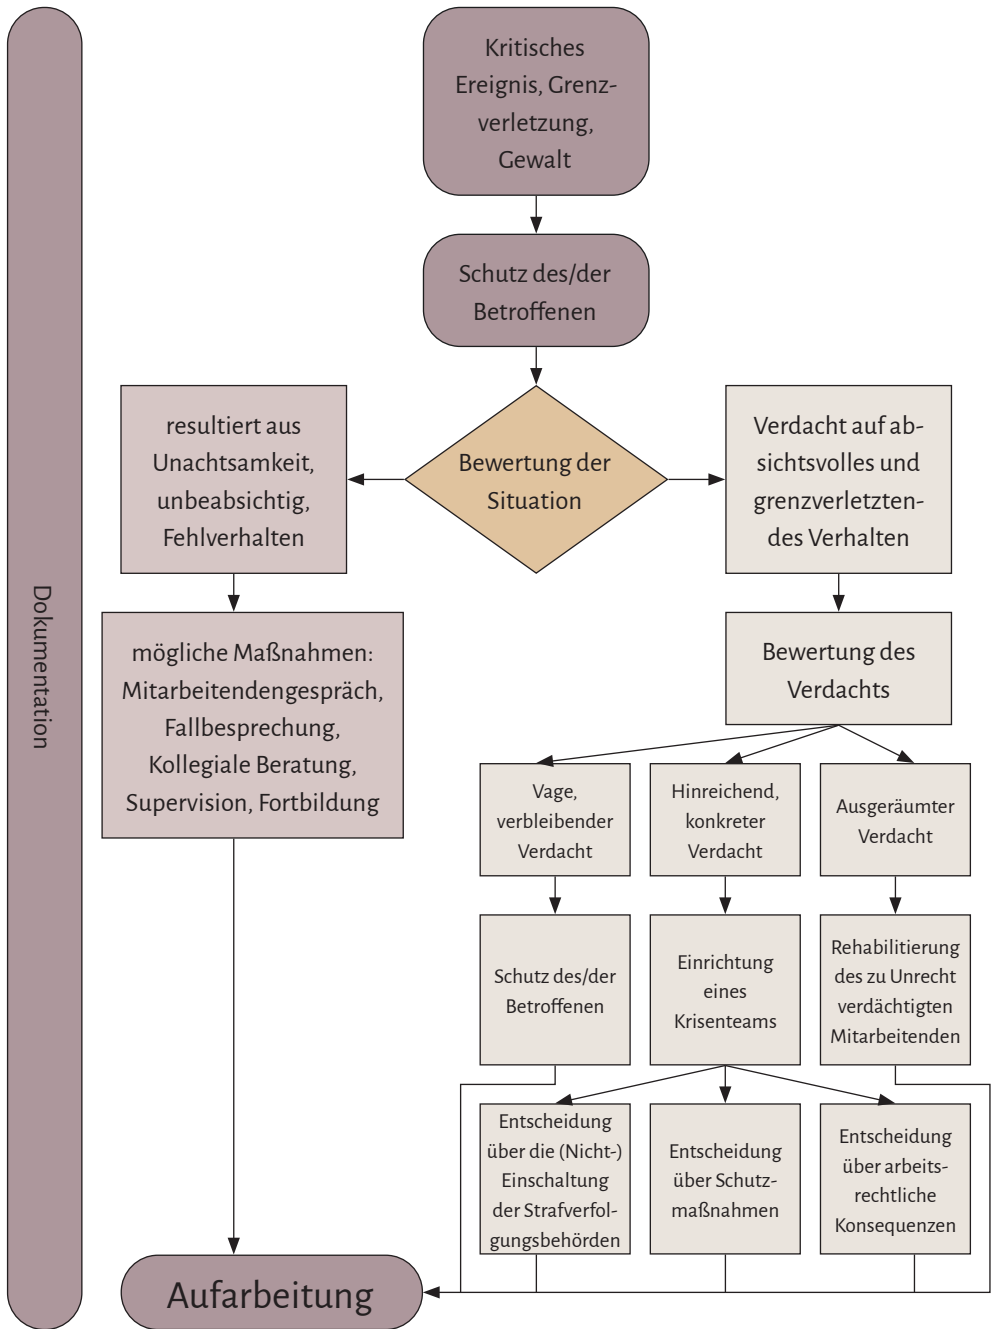 Dokumentation
Kritisches
Ereignis, Grenz-
verletzung,
Gewalt
Schutz des/der
Betroffenen
Bewertung der
Situation
resultiert aus
Unachtsamkeit,
unbeabsichtig,
Fehlverhalten
mögliche Maßnahmen:
Mitarbeitendengespräch,
Fallbesprechung,
Kollegiale Beratung,
Supervision, Fortbildung
Verdacht auf ab-
sichtsvolles und
grenzverletzten-
des Verhalten
Bewertung des
Verdachts
Vage,
verbleibender
Verdacht
Hinreichend,
konkreter
Verdacht
Ausgeräumter
Verdacht
Schutz des/der
Betroffenen
Einrichtung
eines
Krisenteams
Rehabilitierung
des zu Unrecht
verdächtigten
Mitarbeitenden
Entscheidung
über die (Nicht-)
Einschaltung
der Strafverfol-
gungsbehörden
Entscheidung
über Schutz-
maßnahmen
Entscheidung
über arbeits-
rechtliche
Konsequenzen
Aufarbeitung